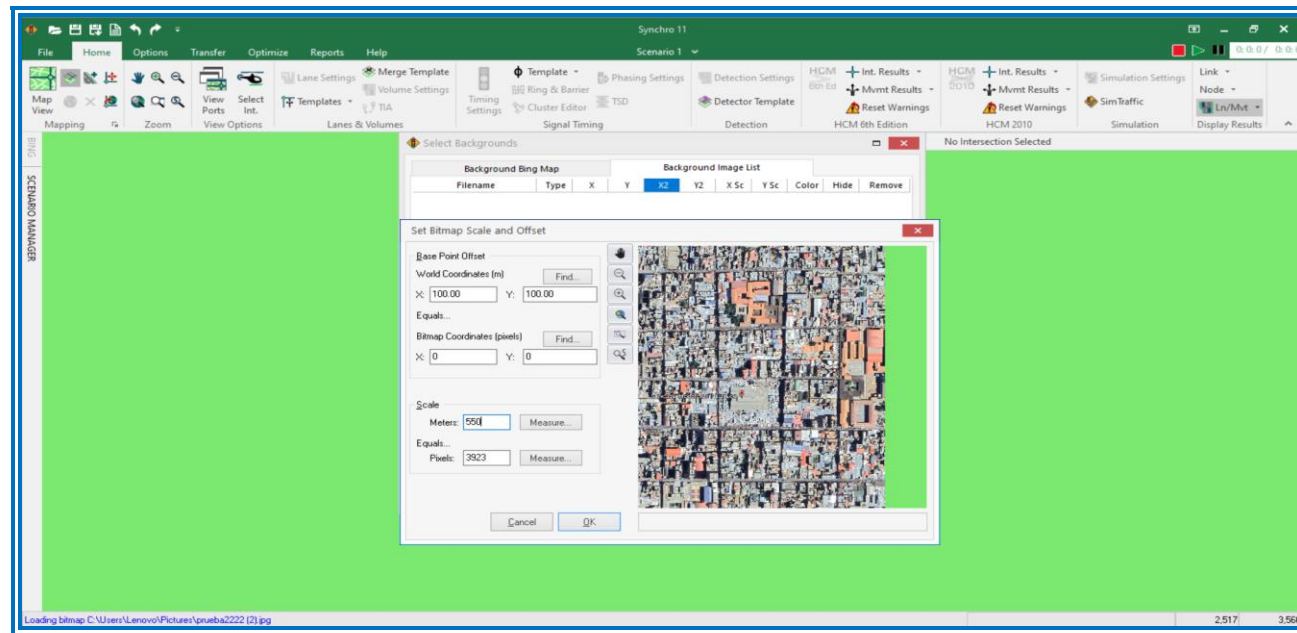 Synchro 11
File Home Options Transfer Optimize Reports Help
Scenario 1
0: 0: 0 / 0: 0:
Map View
Mapping
Zoom
View Ports
Select Int.
View Options
Lane Settings
Templates
Merge Template
Volume Settings
TIA
Lanes & Volumes
Timing Settings
Template
Ring & Barrier
Cluster Editor
Signal Timing
Phasing Settings
TSD
Detection Settings
Detector Template
Detection
HCM 6th Ed
Int. Results
Mvmt Results
Reset Warnings
HCM 6th Edition
HCM 2010
Int. Results
Mvmt Results
Reset Warnings
HCM 2010
Simulation Settings
SimTraffic
Simulation
Link
Node
Ln/Mvt
Display Results
BING
SCENARIO MANAGER
No Intersection Selected
Select Backgrounds
Background Bing Map
Background Image List
Filename Type X Y X2 Y2 X Sc Y Sc Color Hide Remove
Set Bitmap Scale and Offset
Base Point Offset
World Coordinates (m) Find...
X: 100.00 Y: 100.00
Equals...
Bitmap Coordinates (pixels) Find...
X: 0 Y: 0
Scale
Meters: 550 Measure...
Equals...
Pixels: 3923 Measure...
Cancel OK
Loading bitmap C:\Users\Lenovo\Pictures\prueba2222 (2).jpg
2,517